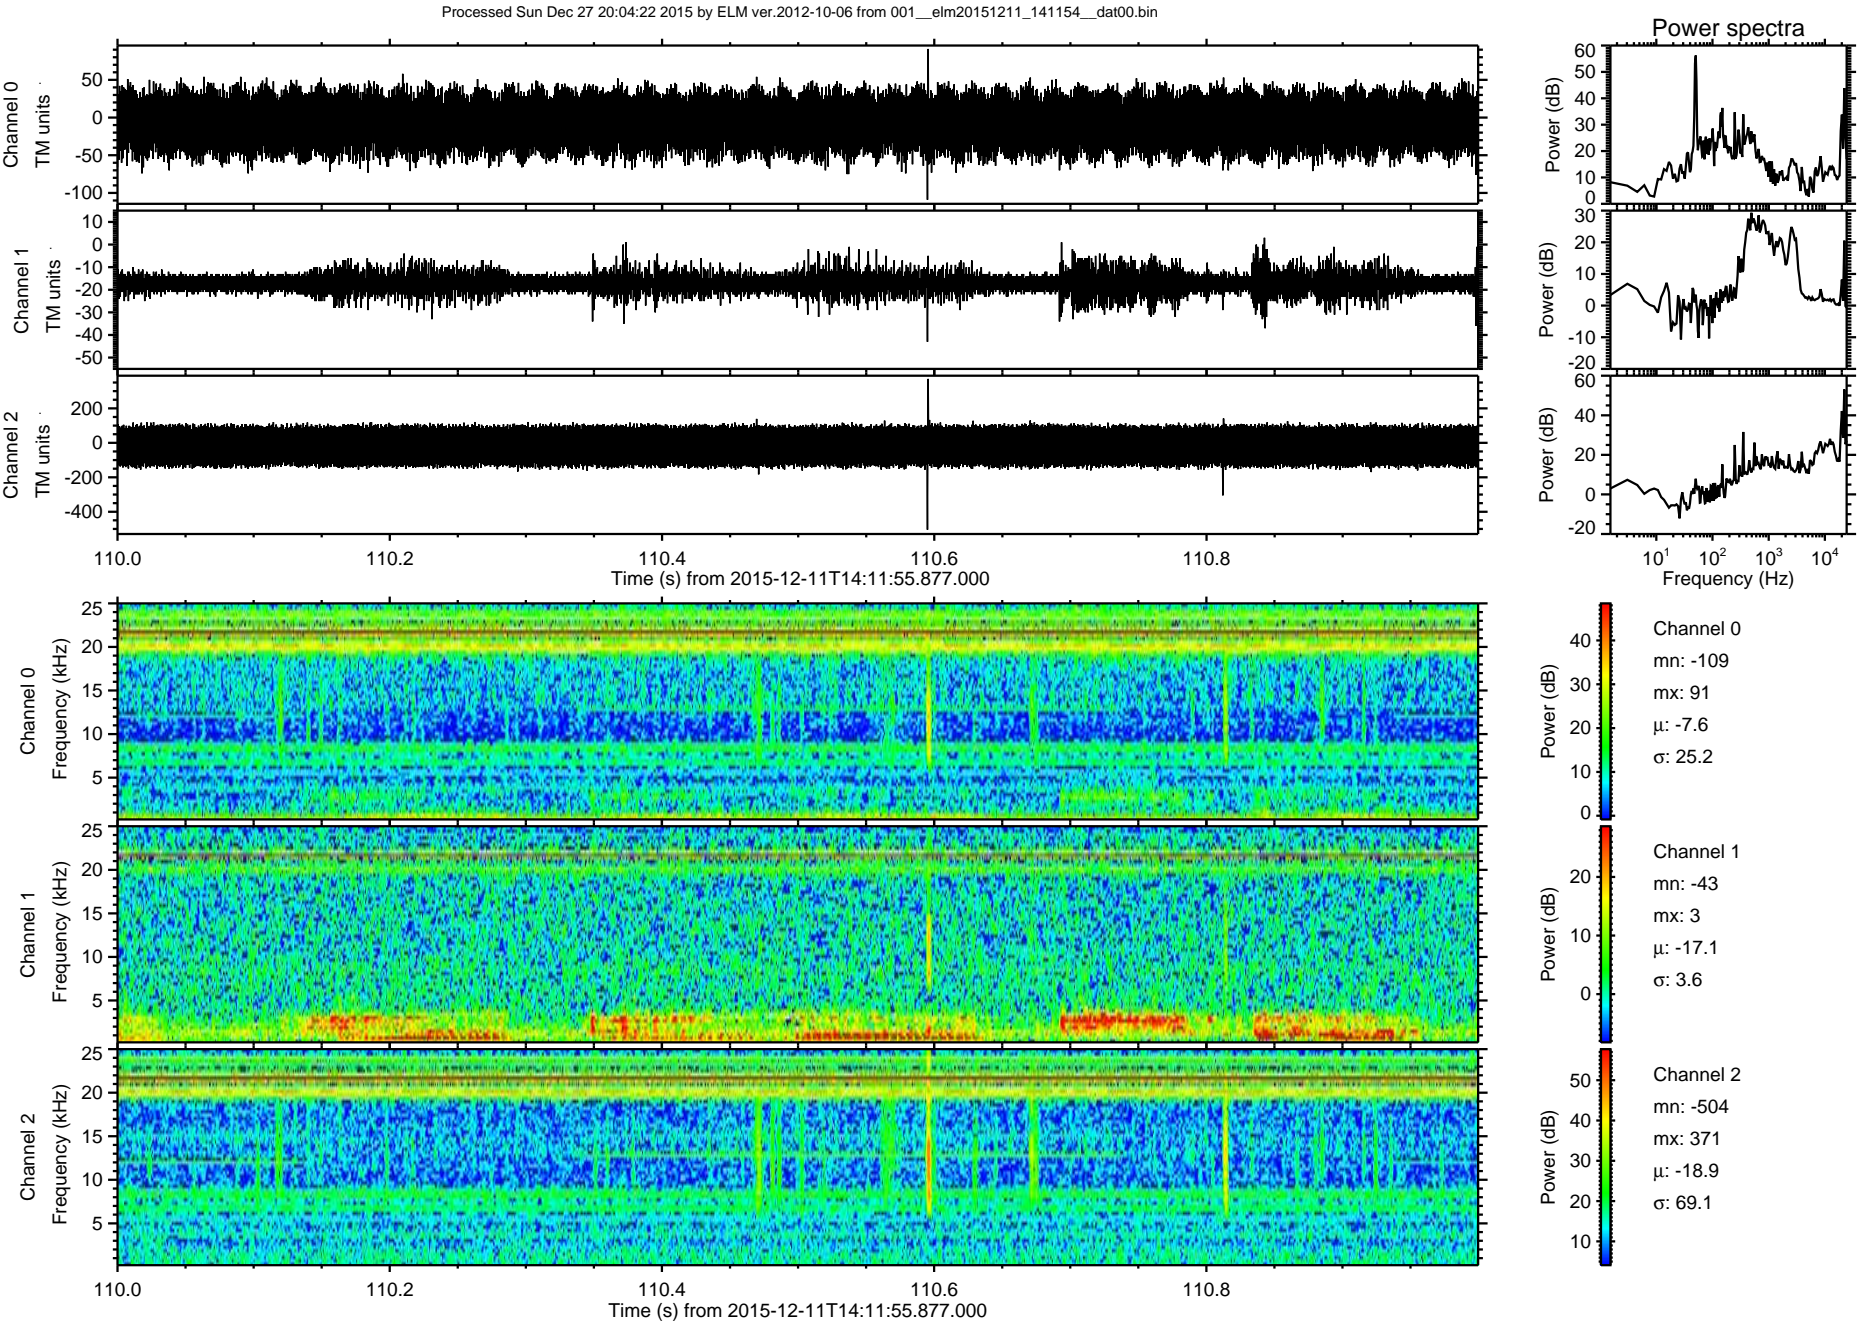 Processed Sun Dec 27 20:04:22 2015 by ELM ver.2012-10-06 from 001__elm20151211_141154__dat00.bin
Power spectra
Channel 0
TM units
50
0
-50
-100
Power (dB)
60
50
40
30
20
10
0
Channel 1
TM units
10
0
-10
-20
-30
-40
-50
Power (dB)
30
20
10
0
-10
-20
Channel 2
TM units
200
0
-200
-400
Power (dB)
60
40
20
0
-20
110.0 110.2 110.4 110.6 110.8
Time (s) from 2015-12-11T14:11:55.877.000
10¹ 10² 10³ 10⁴
Frequency (Hz)
Channel 0
Frequency (kHz)
25
20
15
10
5
Power (dB)
40
30
20
10
0
Channel 0
mn: -109
mx: 91
μ: -7.6
σ: 25.2
Channel 1
Frequency (kHz)
25
20
15
10
5
Power (dB)
20
10
0
Channel 1
mn: -43
mx: 3
μ: -17.1
σ: 3.6
Channel 2
Frequency (kHz)
25
20
15
10
5
Power (dB)
50
40
30
20
10
Channel 2
mn: -504
mx: 371
μ: -18.9
σ: 69.1
110.0 110.2 110.4 110.6 110.8
Time (s) from 2015-12-11T14:11:55.877.000